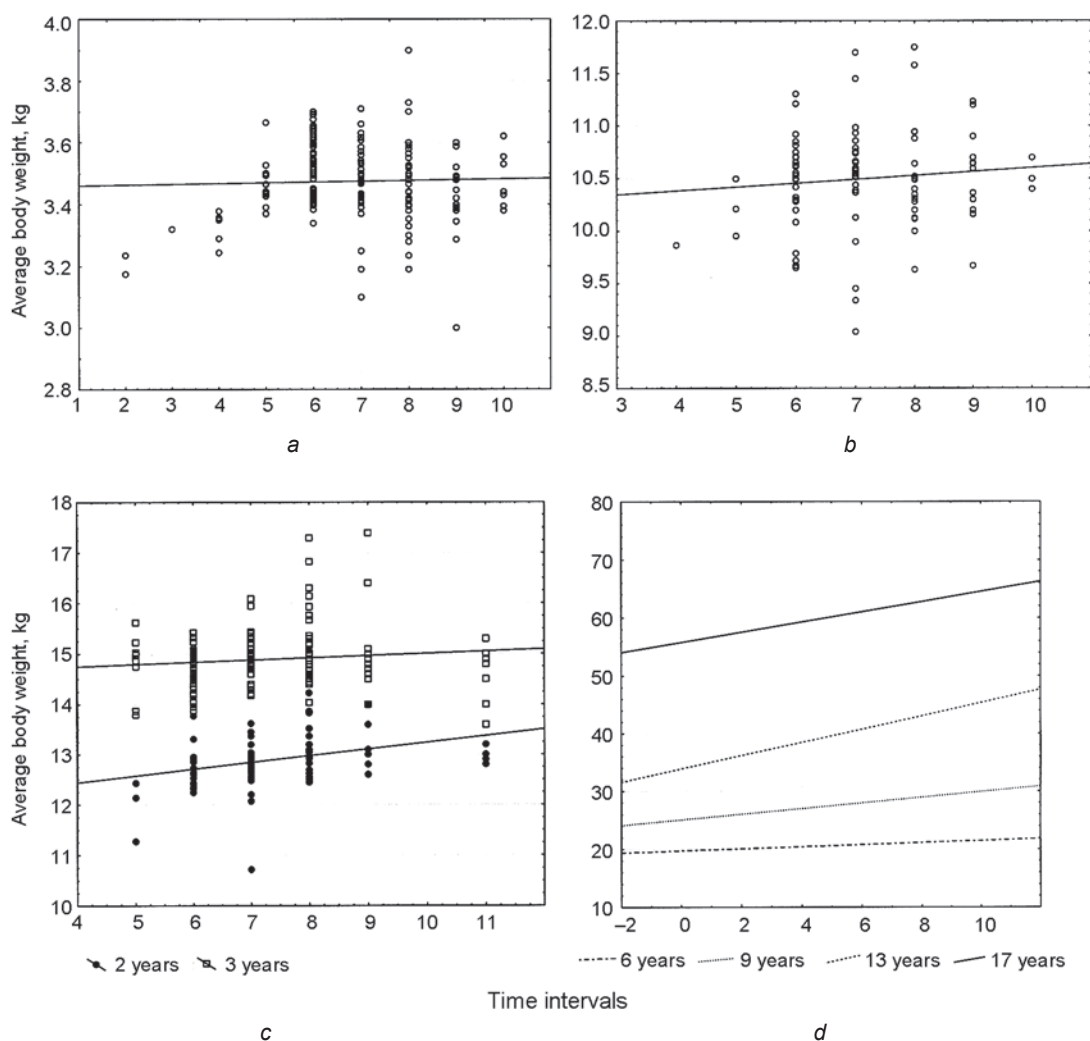 Average body weight, kg
4.0
3.8
3.6
3.4
3.2
3.0
2.8
1 2 3 4 5 6 7 8 9 10
a
12.0
11.5
11.0
10.5
10.0
9.5
9.0
8.5
3 4 5 6 7 8 9 10
b
Average body weight, kg
18
17
16
15
14
13
12
11
10
4 5 6 7 8 9 10 11
2 years 3 years
80
70
60
50
40
30
20
10
–2 0 2 4 6 8 10
6 years 9 years 13 years 17 years
Time intervals
c
d